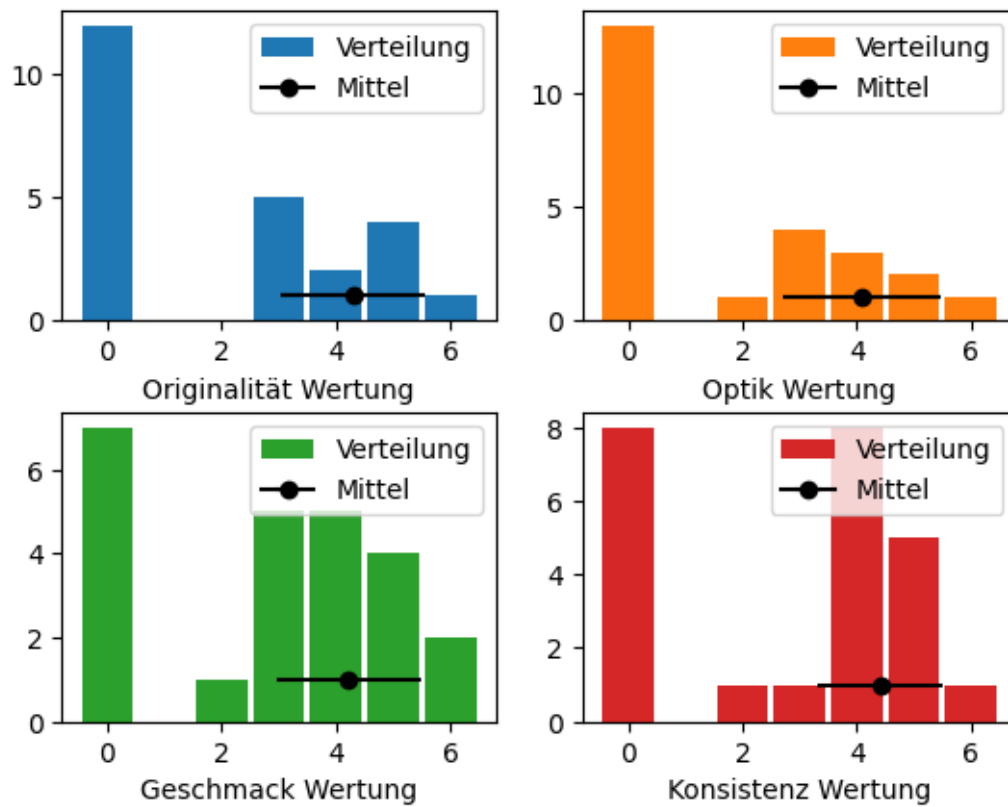 Verteilung
Mittel
10
5
0
0 2 4 6
Originalität Wertung
Verteilung
Mittel
10
5
0
0 2 4 6
Optik Wertung
Verteilung
Mittel
6
4
2
0
0 2 4 6
Geschmack Wertung
Verteilung
Mittel
8
6
4
2
0
0 2 4 6
Konsistenz Wertung